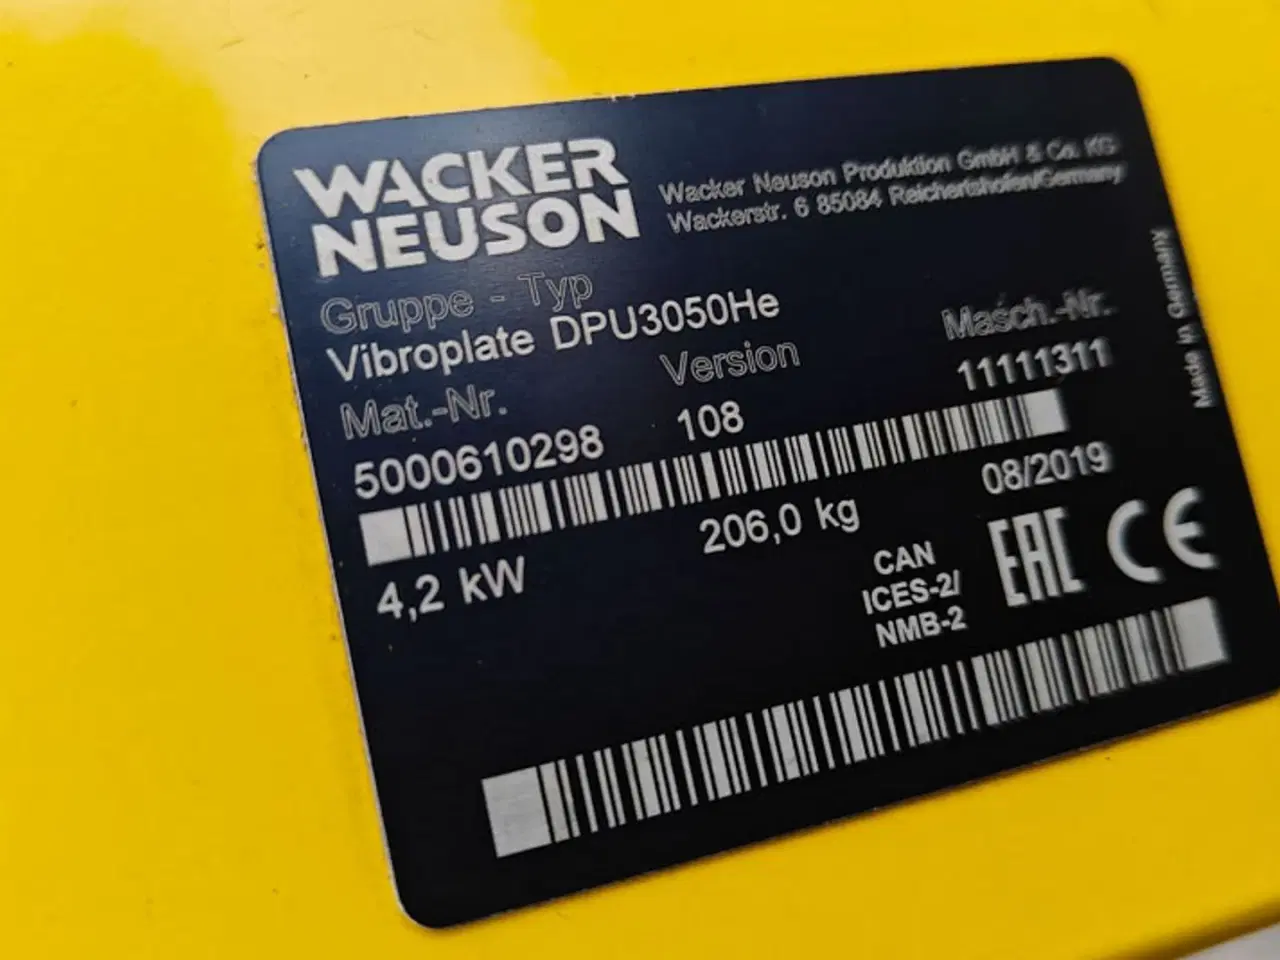 WACKER
NEUSON
Wacker Neuson Produktion GmbH & Co. KG
Wackerstr. 6 85084 Reichertshofen/Germany
Gruppe - Typ
Vibroplate DPU3050He
Mat.-Nr. Version Masch.-Nr.
5000610298 108 11111311
4,2 kW 206,0 kg 08/2019
CAN
ICES-2/
NMB-2
EAC CE
Made in Germany